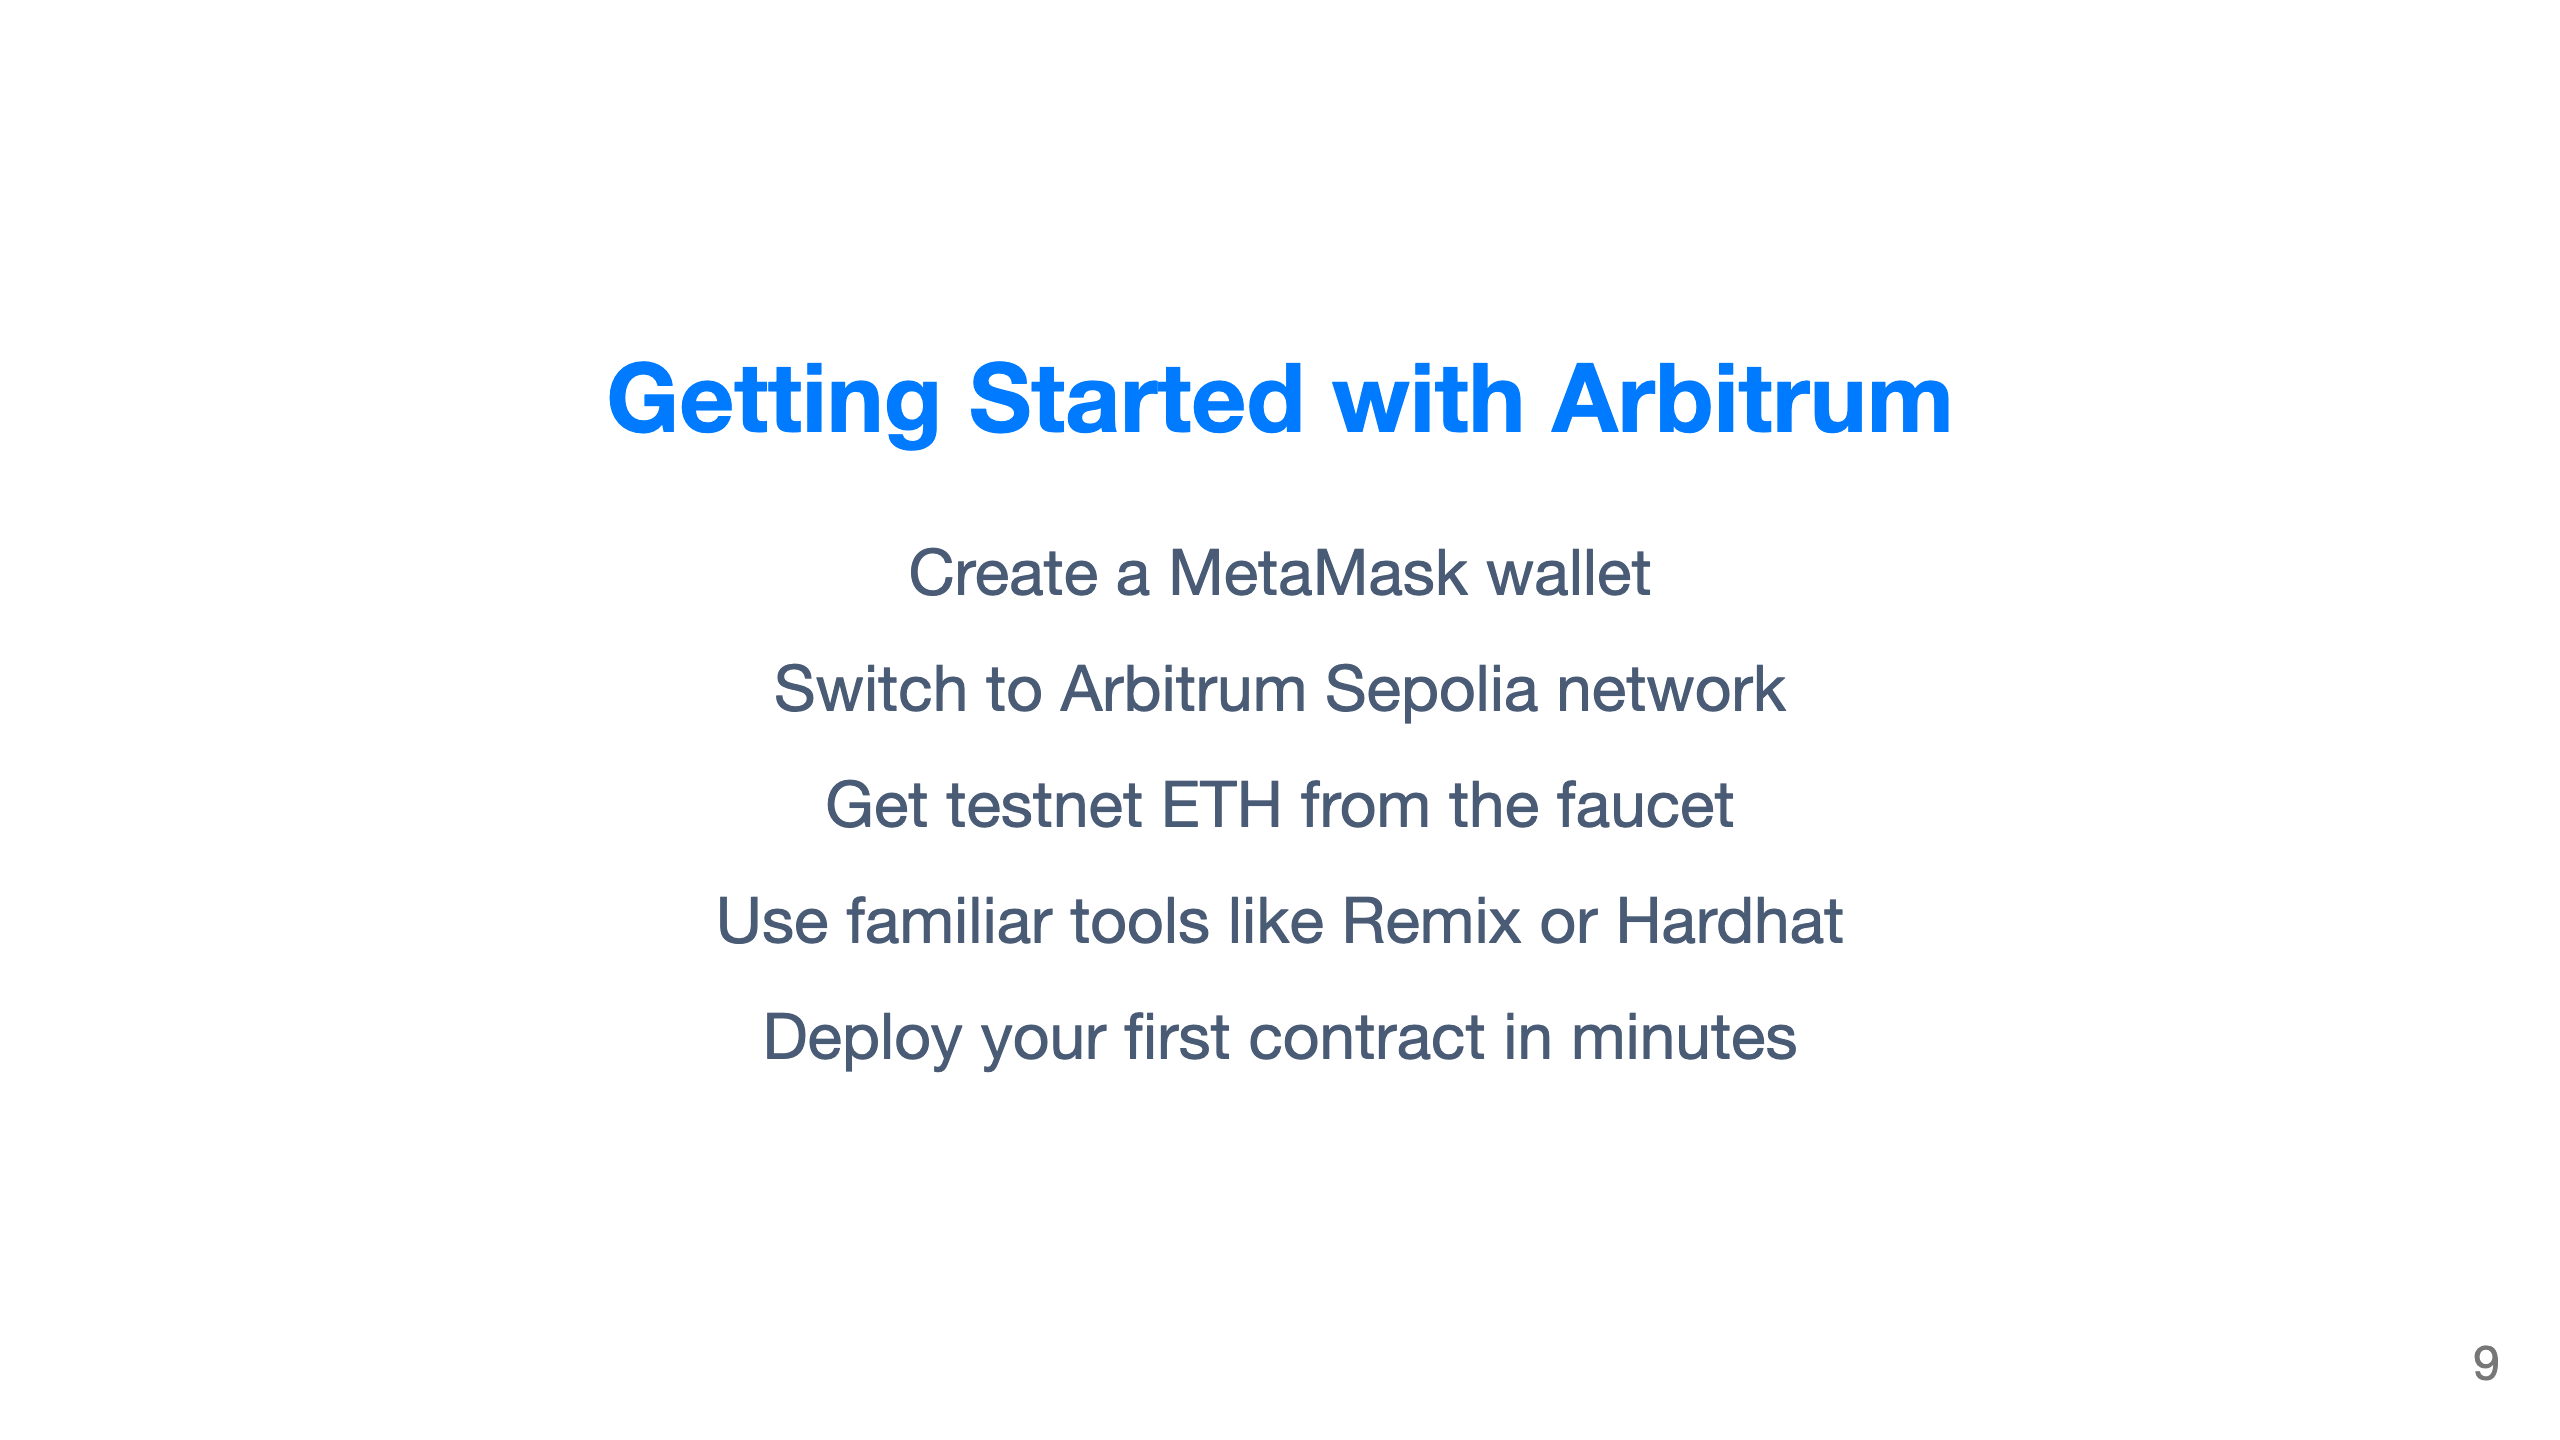 Getting Started with Arbitrum
Create a MetaMask wallet
Switch to Arbitrum Sepolia network
Get testnet ETH from the faucet
Use familiar tools like Remix or Hardhat
Deploy your first contract in minutes
9